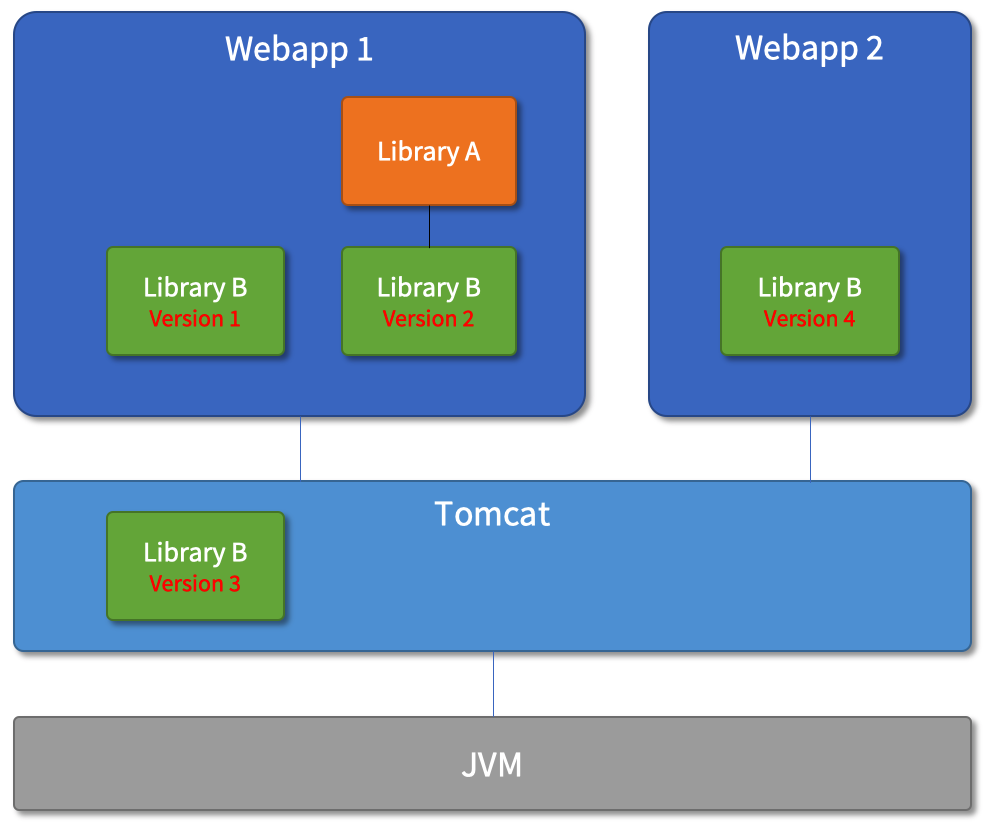 Webapp 1
Library A
Library B
Version 1
Library B
Version 2
Webapp 2
Library B
Version 4
Tomcat
Library B
Version 3
JVM